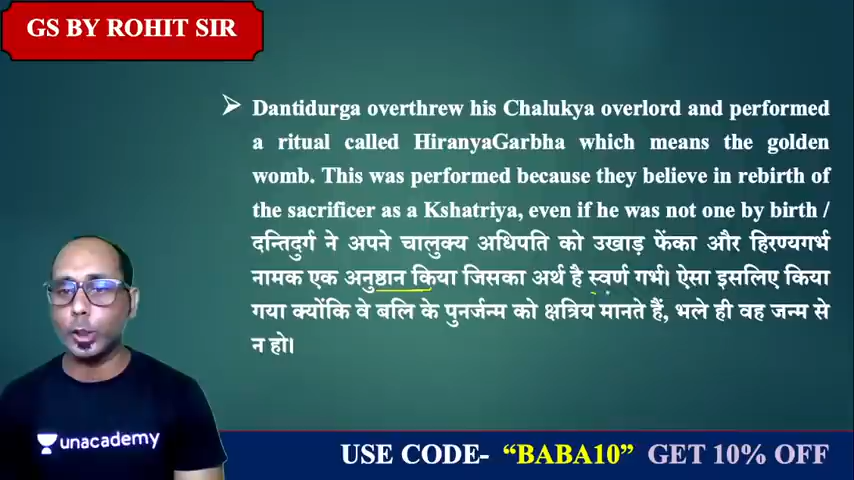 GS BY ROHIT SIR
➤ Dantidurga overthrew his Chalukya overlord and performed
a ritual called HiranyaGarbha which means the golden
womb. This was performed because they believe in rebirth of
the sacrificer as a Kshatriya, even if he was not one by birth /
दन्तिदुर्ग ने अपने चालुक्य अधिपति को उखाड़ फेंका और हिरण्यगर्भ
नामक एक अनुष्ठान किया जिसका अर्थ है स्वर्ण गर्भ। ऐसा इसलिए किया
गया क्योंकि वे बलि के पुनर्जन्म को क्षत्रिय मानते हैं, भले ही वह जन्म से
न हो।
unacademy
USE CODE- “BABA10” GET 10% OFF